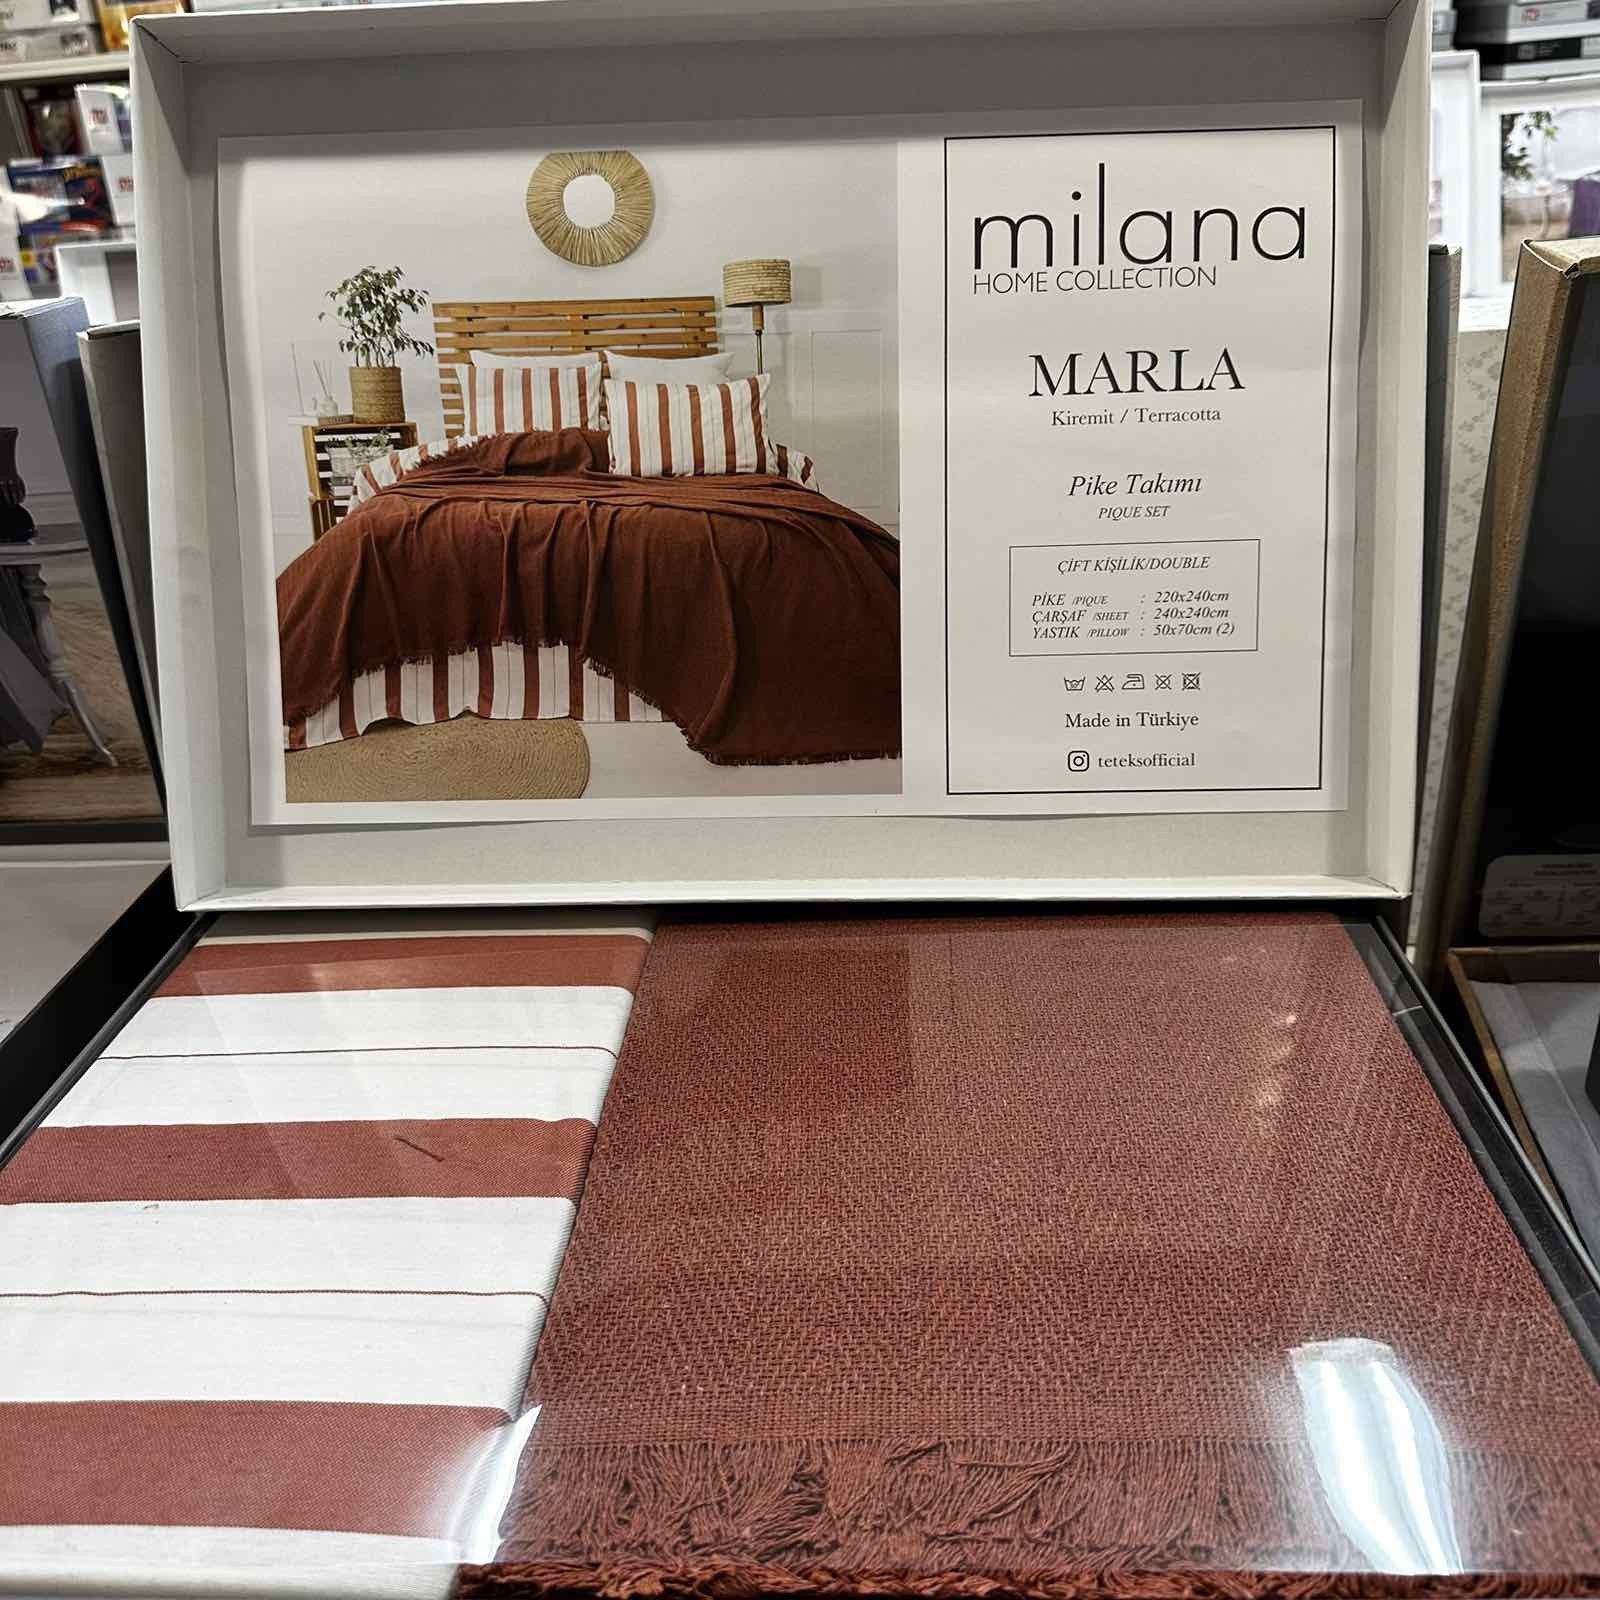 milana
HOME COLLECTION
MARLA
Kiremit / Terracotta
Pike Takımı
PIQUE SET
ÇİFT KİŞİLİK/DOUBLE
PİKE /PIQUE : 220x240cm
ÇARŞAF /SHEET : 240x240cm
YASTIK /PILLOW : 50x70cm (2)
Made in Türkiye
teteksofficial